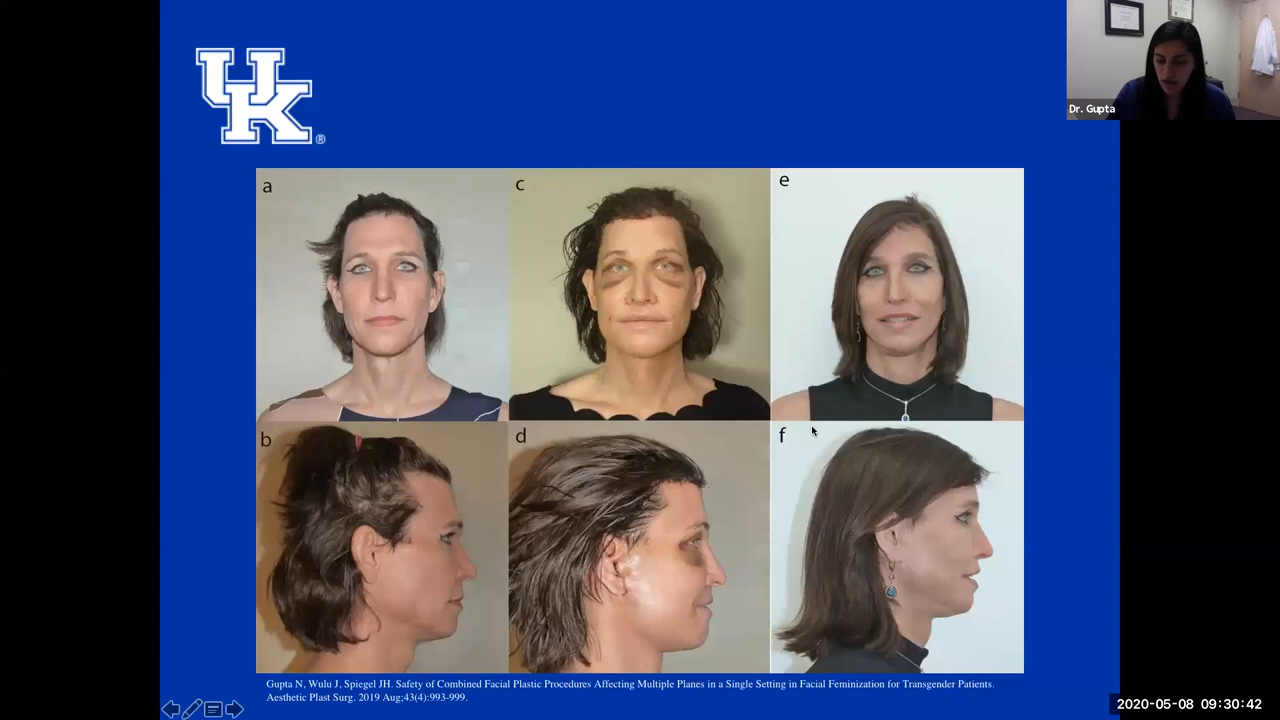 UK®
Dr. Gupta
a
c
e
b
d
f
Gupta N, Wulu J, Spiegel JH. Safety of Combined Facial Plastic Procedures Affecting Multiple Planes in a Single Setting in Facial Feminization for Transgender Patients.
Aesthetic Plast Surg. 2019 Aug;43(4):993-999.
2020-05-08 09:30:42